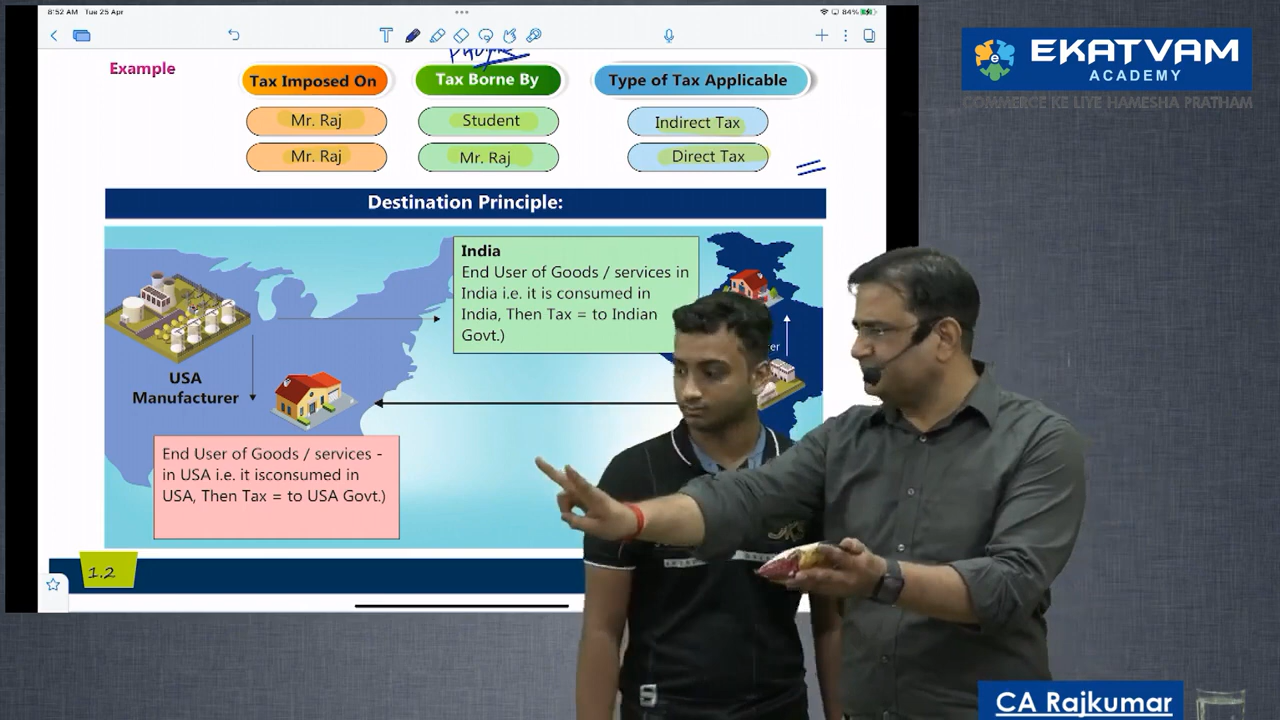 8:52 AM Tue 25 Apr
84%
EKATVAM
ACADEMY
COMMERCE KE LIYE HAMESHA PRATHAM
Example
Tax Imposed On
Tax Borne By
Type of Tax Applicable
Mr. Raj
Student
Indirect Tax
Mr. Raj
Mr. Raj
Direct Tax
Destination Principle:
India
End User of Goods / services in
India i.e. it is consumed in
India, Then Tax = to Indian
Govt.)
USA
Manufacturer
End User of Goods / services -
in USA i.e. it isconsumed in
USA, Then Tax = to USA Govt.)
1.2
CA Rajkumar